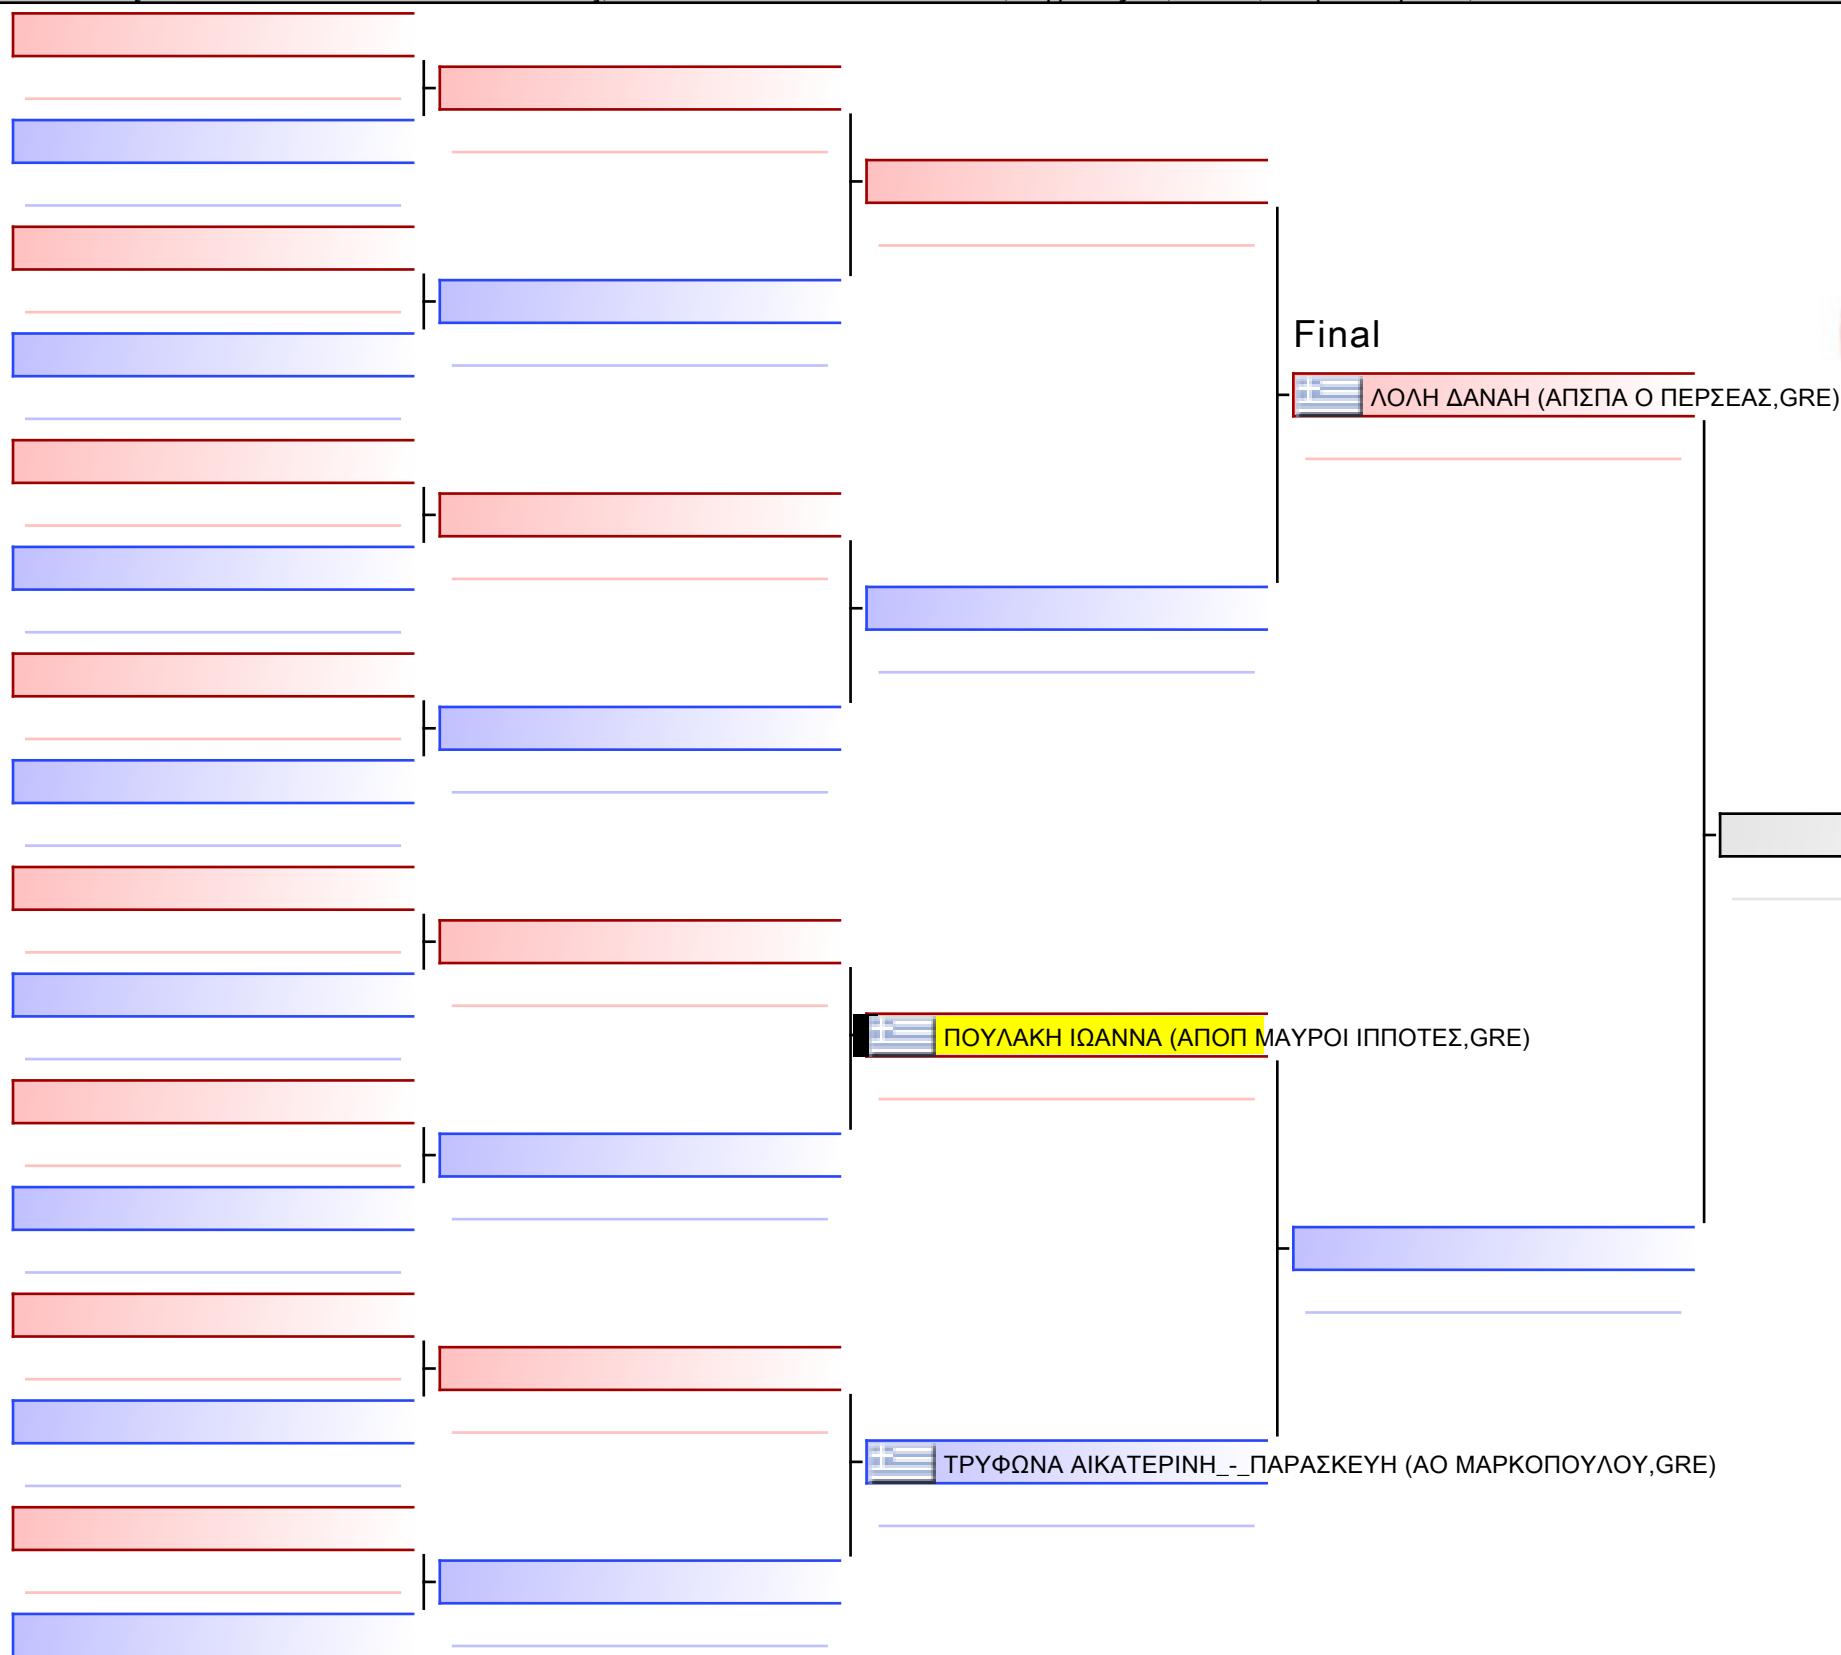 Final
ΛΟΛΗ ΔΑΝΑΗ (ΑΠΣΠΑ Ο ΠΕΡΣΕΑΣ,GRE)
ΠΟΥΛΑΚΗ ΙΩΑΝΝΑ (ΑΠΟΠ ΜΑΥΡΟΙ ΙΠΠΟΤΕΣ,GRE)
ΤΡΥΦΩΝΑ ΑΙΚΑΤΕΡΙΝΗ_-_ΠΑΡΑΣΚΕΥΗ (ΑΟ ΜΑΡΚΟΠΟΥΛΟΥ,GRE)